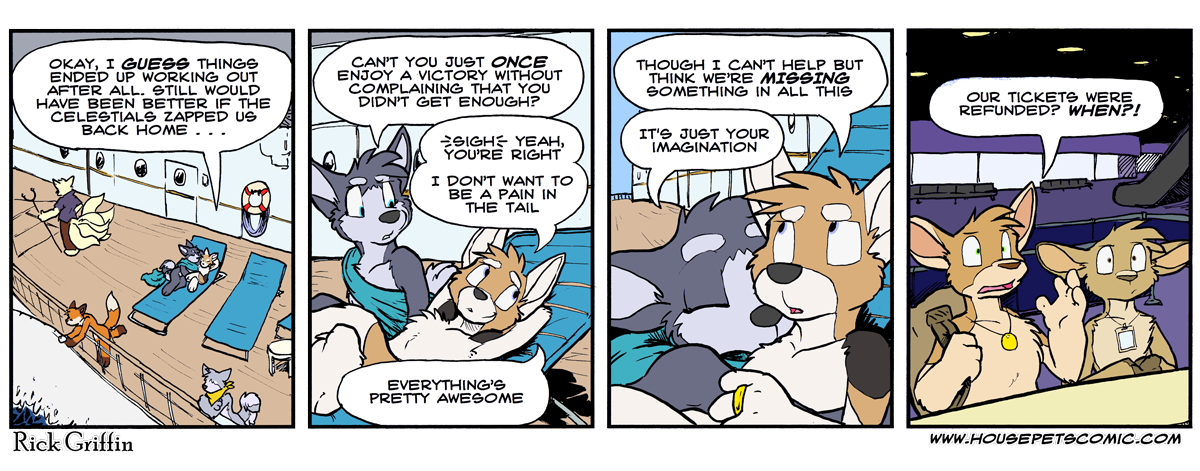 OKAY, I GUESS THINGS
ENDED UP WORKING OUT
AFTER ALL. STILL WOULD
HAVE BEEN BETTER IF THE
CELESTIALS ZAPPED US
BACK HOME . . .
CAN'T YOU JUST ONCE
ENJOY A VICTORY WITHOUT
COMPLAINING THAT YOU
DIDN'T GET ENOUGH?
SIGH YEAH,
YOU'RE RIGHT
I DON'T WANT TO
BE A PAIN IN
THE TAIL
EVERYTHING'S
PRETTY AWESOME
THOUGH I CAN'T HELP BUT
THINK WE'RE MISSING
SOMETHING IN ALL THIS
IT'S JUST YOUR
IMAGINATION
OUR TICKETS WERE
REFUNDED? WHEN?!
Rick Griffin
WWW.HOUSEPETSCOMIC.COM